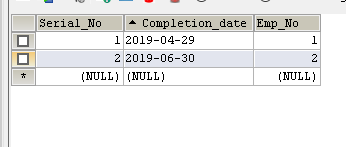 Serial_No Completion_date Emp_No
1 2019-04-29 1
2 2019-06-30 2
* (NULL) (NULL) (NULL)